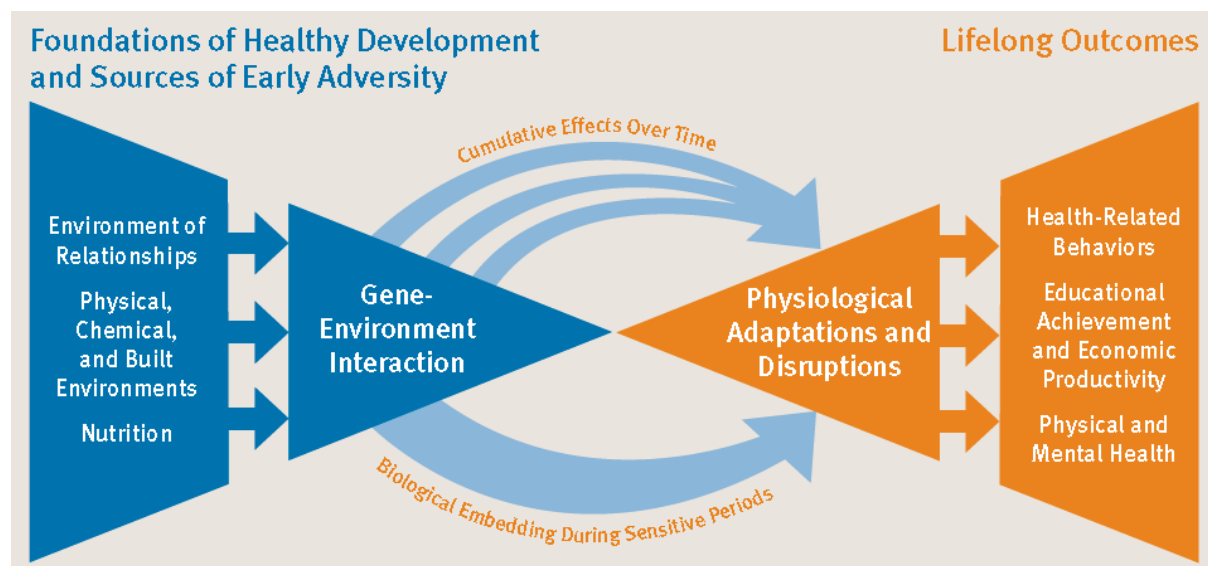 Foundations of Healthy Development
and Sources of Early Adversity
Lifelong Outcomes
Cumulative Effects Over Time
Environment of
Relationships
Physical,
Chemical,
and Built
Environments
Nutrition
Gene-
Environment
Interaction
Physiological
Adaptations and
Disruptions
Health-Related
Behaviors
Educational
Achievement
and Economic
Productivity
Physical and
Mental Health
Biological Embedding During Sensitive Periods